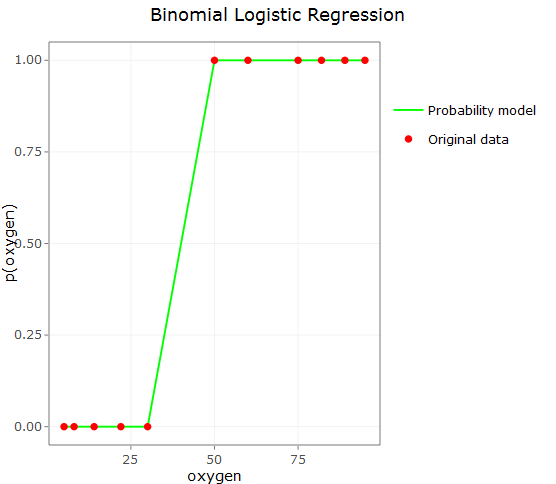 Binomial Logistic Regression
1.00
0.75
0.50
0.25
0.00
p(oxygen)
25 50 75
oxygen
Probability model
Original data